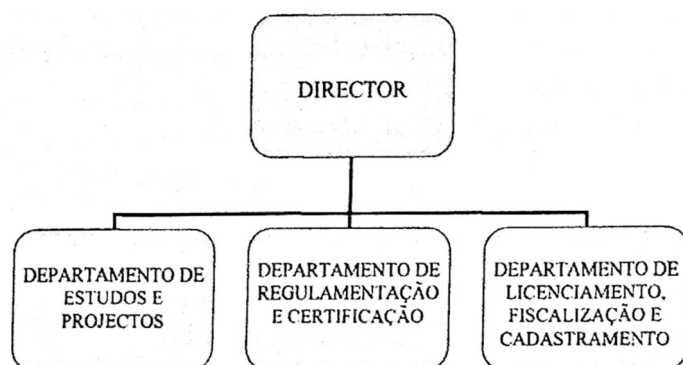 DIRECTOR
DEPARTAMENTO DE
ESTUDOS E
PROJECTOS
DEPARTAMENTO DE
REGULAMENTAÇÃO
E CERTIFICAÇÃO
DEPARTAMENTO DE
LICENCIAMENTO,
FISCALIZAÇÃO E
CADASTRAMENTO